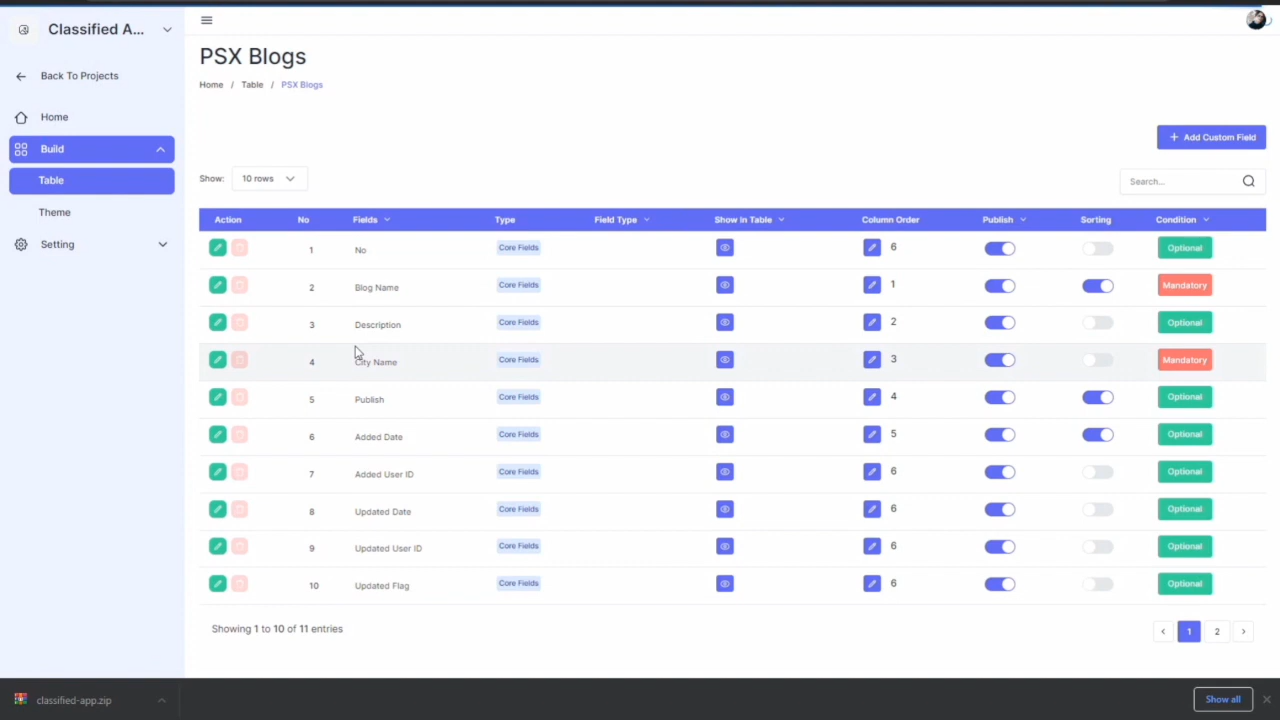 Classified A...
Back To Projects
Home
Build
Table
Theme
Setting
PSX Blogs
Home / Table / PSX Blogs
+ Add Custom Field
Show: 10 rows
Search...
Action No Fields Type Field Type Show In Table Column Order Publish Sorting Condition
1 No Core Fields 6 Optional
2 Blog Name Core Fields 1 Mandatory
3 Description Core Fields 2 Optional
4 City Name Core Fields 3 Mandatory
5 Publish Core Fields 4 Optional
6 Added Date Core Fields 5 Optional
7 Added User ID Core Fields 6 Optional
8 Updated Date Core Fields 6 Optional
9 Updated User ID Core Fields 6 Optional
10 Updated Flag Core Fields 6 Optional
Showing 1 to 10 of 11 entries
< 1 2 >
classified-app.zip
Show all